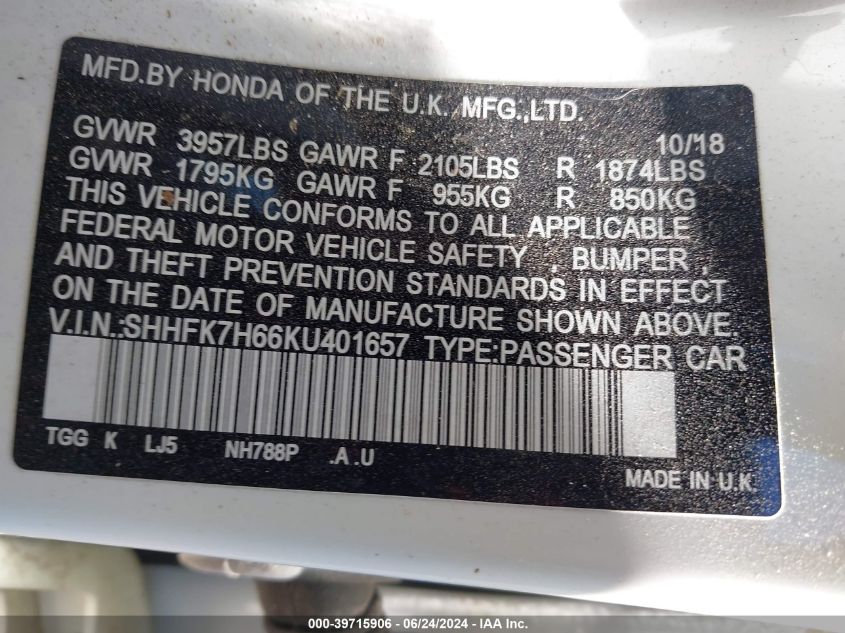 MFD.BY HONDA OF THE U.K. MFG.,LTD.
10/18
GVWR 3957LBS GAWR F 2105LBS R 1874LBS
GVWR 1795KG GAWR F 955KG R 850KG
THIS VEHICLE CONFORMS TO ALL APPLICABLE
FEDERAL MOTOR VEHICLE SAFETY , BUMPER ,
AND THEFT PREVENTION STANDARDS IN EFFECT
ON THE DATE OF MANUFACTURE SHOWN ABOVE.
V.I.N.:SHHFK7H66KU401657 TYPE:PASSENGER CAR
TGG K LJ5 NH788P .A .U
MADE IN U.K.
000-39715906 - 06/24/2024 - IAA Inc.